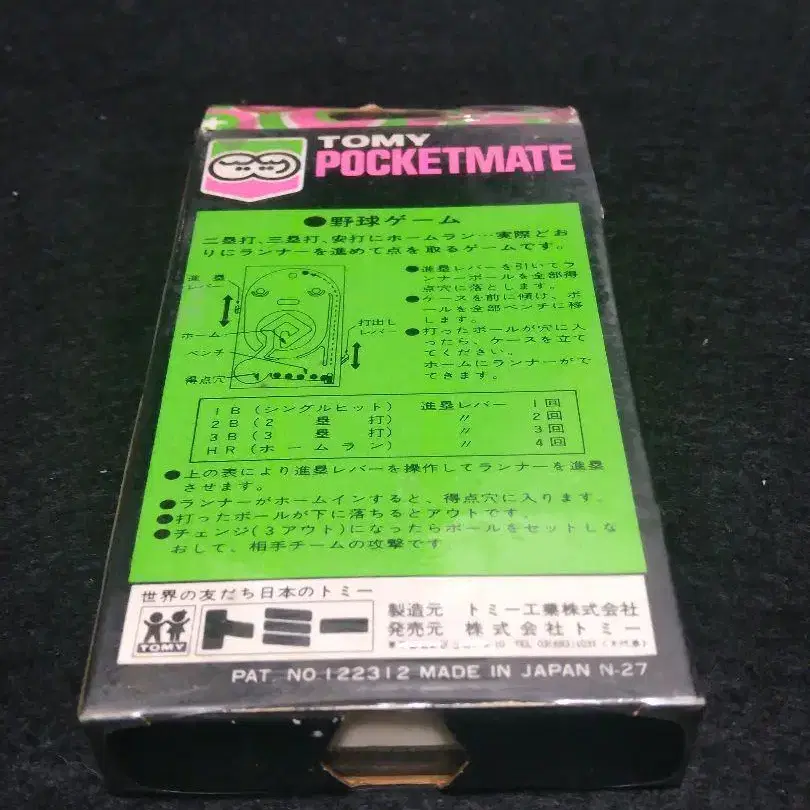 TOMY
POCKETMATE
●野球ゲーム
二塁打、三塁打、安打にホームラン…実際どお
りにランナーを進めて点を取るゲームです。
進塁
レバー
ホーム
ベンチ
得点穴
打出し
レバー
●進塁レバーを引いてラ
ンナーボールを全部得
点穴に落とします。
●ケースを前に傾け、ボ
ールを全部ベンチに移
します。
●打ったボールが穴に入
ったら、ケースを立て
てください。
ホームにランナーがで
てきます。
1B(シングルヒット) 進塁レバー 1回
2B(2塁打) 〃 2回
3B(3塁打) 〃 3回
HR(ホームラン) 〃 4回
●上の表により進塁レバーを操作してランナーを進塁
させます。
●ランナーがホームインすると、得点穴に入ります。
●打ったボールが下に落ちるとアウトです。
●チェンジ(3アウト)になったらボールをセットしな
おして、相手チームの攻撃です
世界の友だち日本のトミー
TOMY
トミー
製造元 トミー工業株式会社
発売元 株式会社トミー
TEL
PAT. NO.122312 MADE IN JAPAN N-27